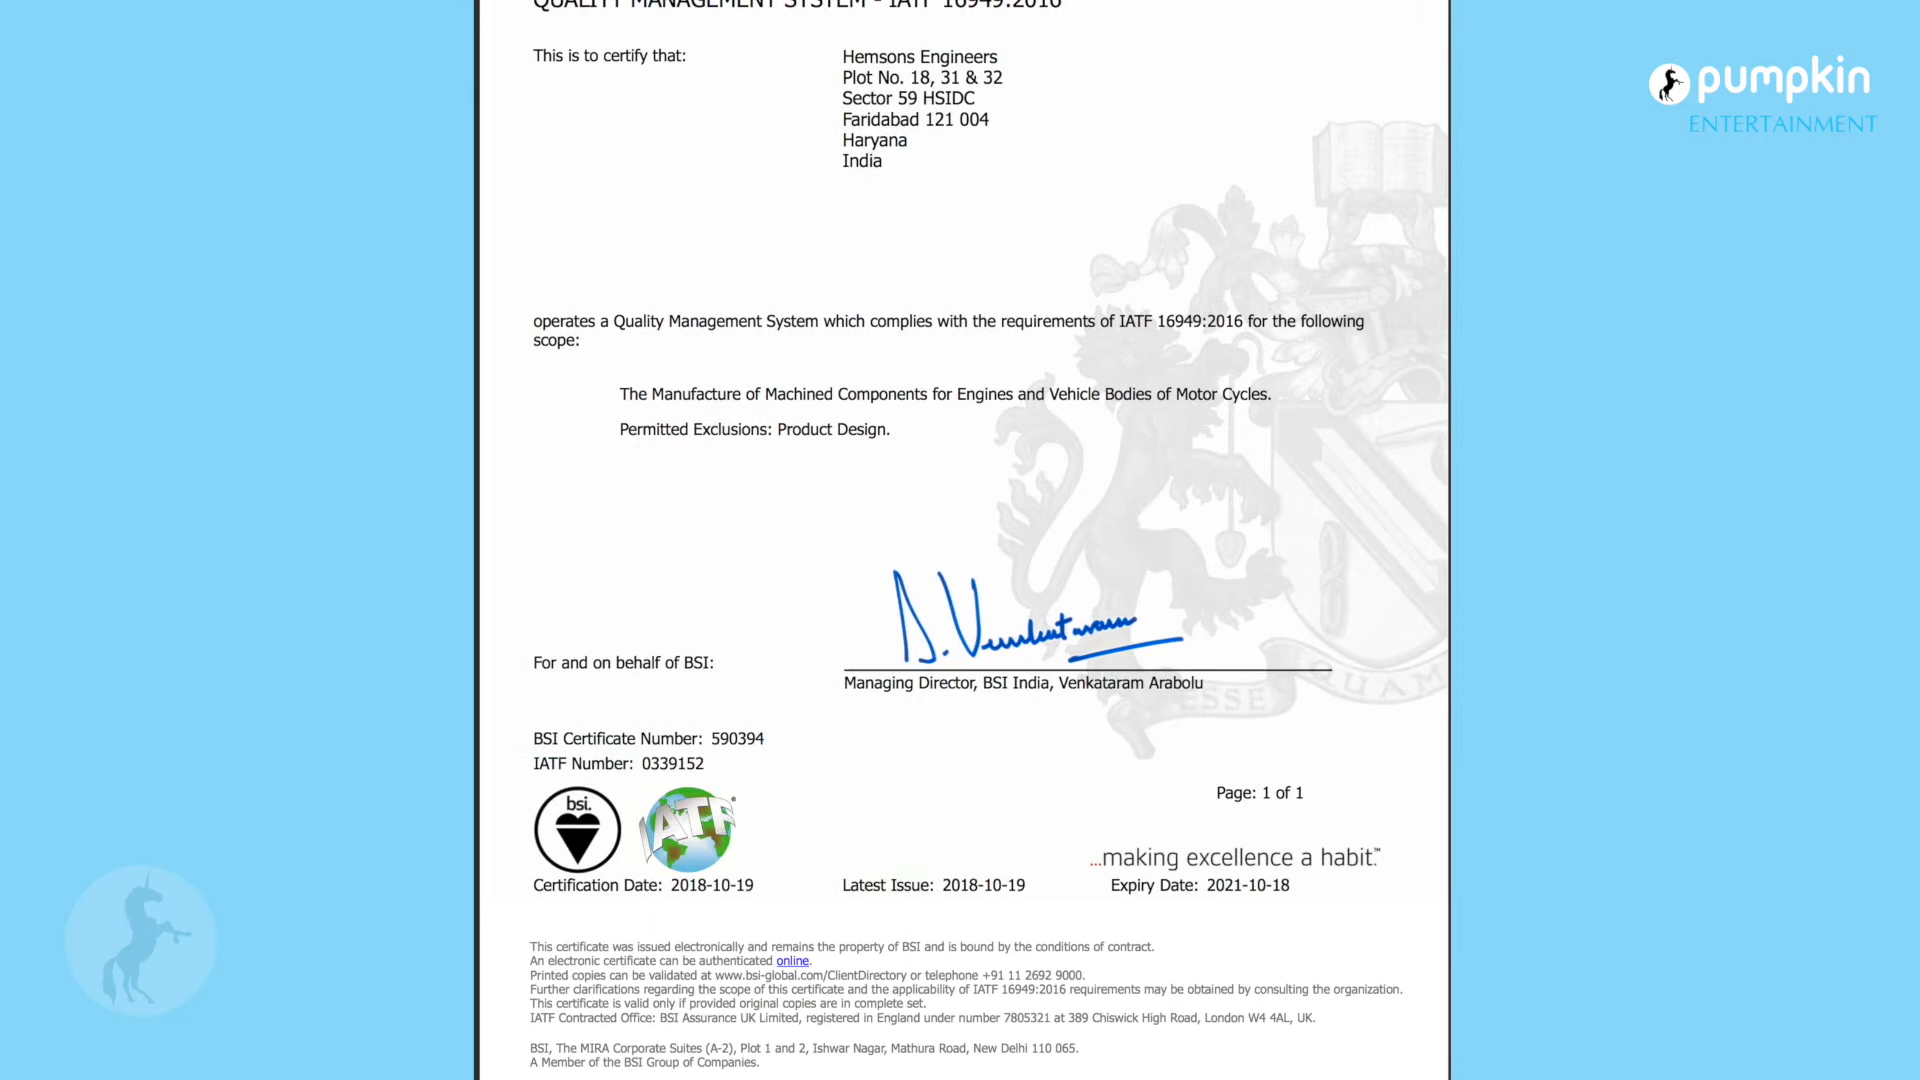 QUALITY MANAGEMENT SYSTEM - IATF 16949:2016
This is to certify that:
Hemsons Engineers
Plot No. 18, 31 & 32
Sector 59 HSIDC
Faridabad 121 004
Haryana
India
pumpkin
ENTERTAINMENT
operates a Quality Management System which complies with the requirements of IATF 16949:2016 for the following
scope:
The Manufacture of Machined Components for Engines and Vehicle Bodies of Motor Cycles.
Permitted Exclusions: Product Design.
For and on behalf of BSI:
Managing Director, BSI India, Venkataram Arabolu
ESSE QUAM
BSI Certificate Number: 590394
IATF Number: 0339152
bsi.
IATF®
Page: 1 of 1
...making excellence a habit.™
Certification Date: 2018-10-19
Latest Issue: 2018-10-19
Expiry Date: 2021-10-18
This certificate was issued electronically and remains the property of BSI and is bound by the conditions of contract.
An electronic certificate can be authenticated online.
Printed copies can be validated at www.bsi-global.com/ClientDirectory or telephone +91 11 2692 9000.
Further clarifications regarding the scope of this certificate and the applicability of IATF 16949:2016 requirements may be obtained by consulting the organization.
This certificate is valid only if provided original copies are in complete set.
IATF Contracted Office: BSI Assurance UK Limited, registered in England under number 7805321 at 389 Chiswick High Road, London W4 4AL, UK.
BSI, The MIRA Corporate Suites (A-2), Plot 1 and 2, Ishwar Nagar, Mathura Road, New Delhi 110 065.
A Member of the BSI Group of Companies.